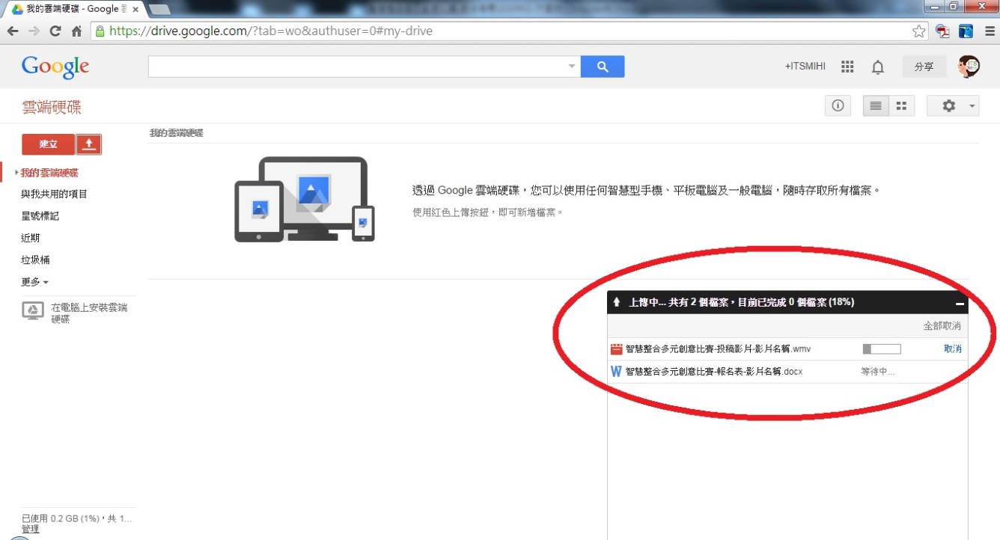 我的雲端硬碟 - Google 雲
https://drive.google.com/?tab=wo&authuser=0#my-drive
Google
+ITSMIHI
分享
雲端硬碟
建立
我的雲端硬碟
我的雲端硬碟
與我共用的項目
星號標記
近期
垃圾桶
更多
在電腦上安裝雲端
硬碟
透過 Google 雲端硬碟，您可以使用任何智慧型手機、平板電腦及一般電腦，隨時存取所有檔案。
使用紅色上傳按鈕，即可新增檔案。
上傳中... 共有 2 個檔案，目前已完成 0 個檔案 (18%)
全部取消
智慧整合多元創意比賽-投稿影片-影片名稱.wmv
取消
智慧整合多元創意比賽-報名表-影片名稱.docx
等待中...
已使用 0.2 GB (1%)，共 1...
管理